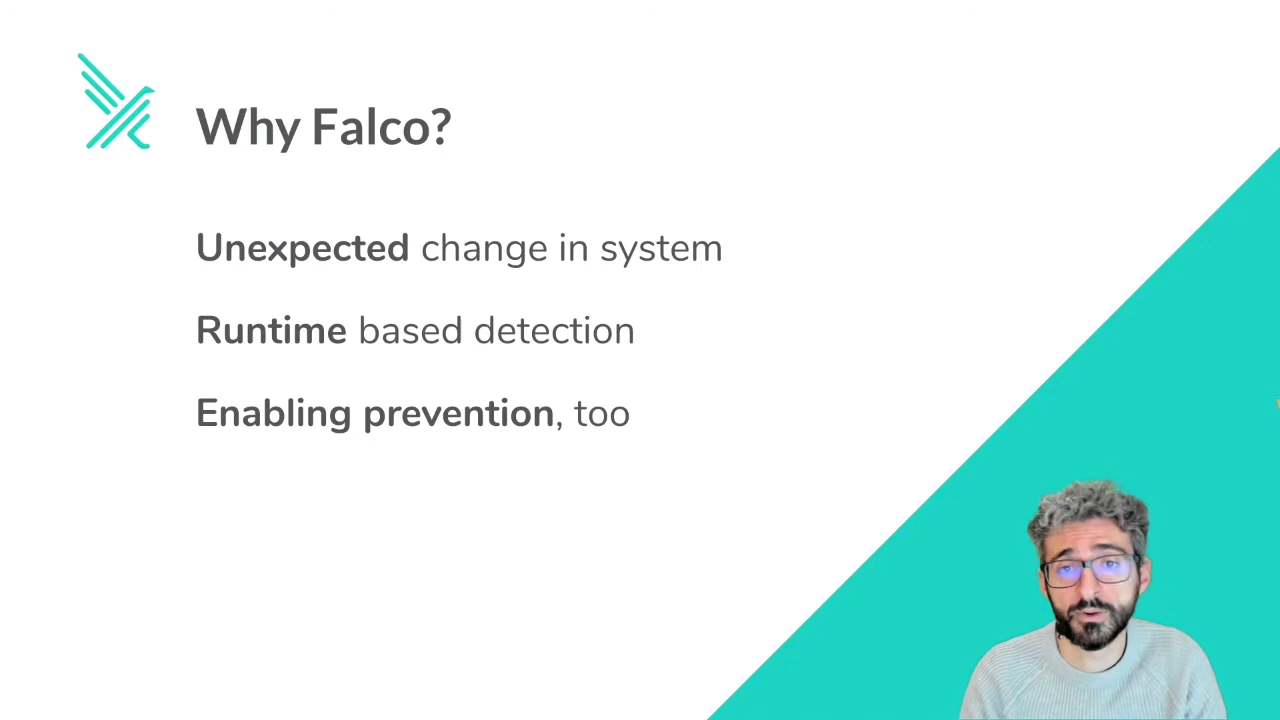 Why Falco?
Unexpected change in system
Runtime based detection
Enabling prevention, too